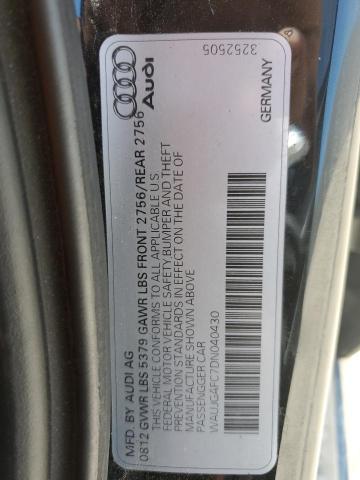 Audi
3252505
GERMANY
MFD. BY AUDI AG
0812 GVWR LBS 5379 GAWR LBS FRONT 2756/REAR 2756
THIS VEHICLE CONFORMS TO ALL APPLICABLE U.S.
FEDERAL MOTOR VEHICLE SAFETY BUMPER AND THEFT
PREVENTION STANDARDS IN EFFECT ON THE DATE OF
MANUFACTURE SHOWN ABOVE
PASSENGER CAR
WAUJGAFC7DN040430